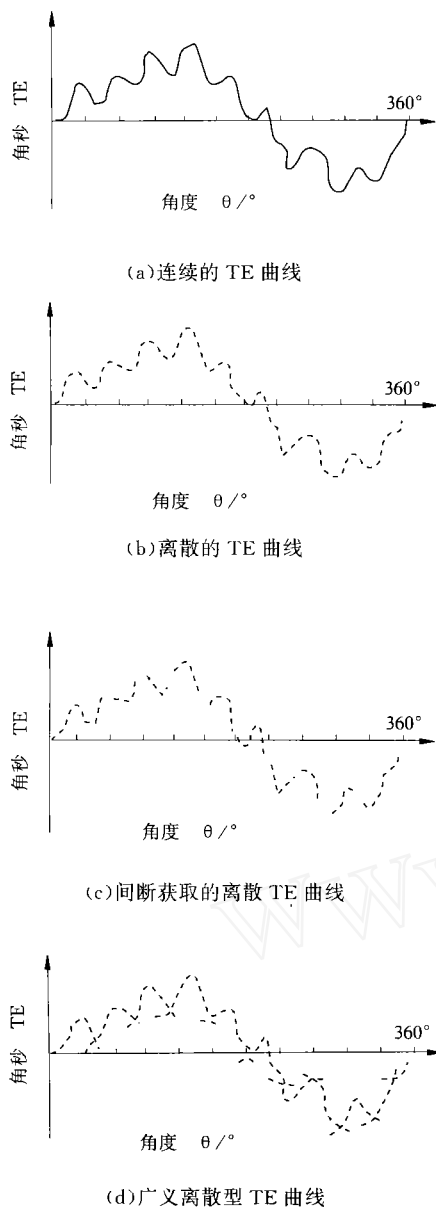 角秒 TE
360°
角度 θ/°
(a)连续的 TE 曲线
角秒 TE
360°
角度 θ/°
(b)离散的 TE 曲线
角秒 TE
360°
角度 θ/°
(c)间断获取的离散 TE 曲线
角秒 TE
360°
角度 θ/°
(d)广义离散型 TE 曲线